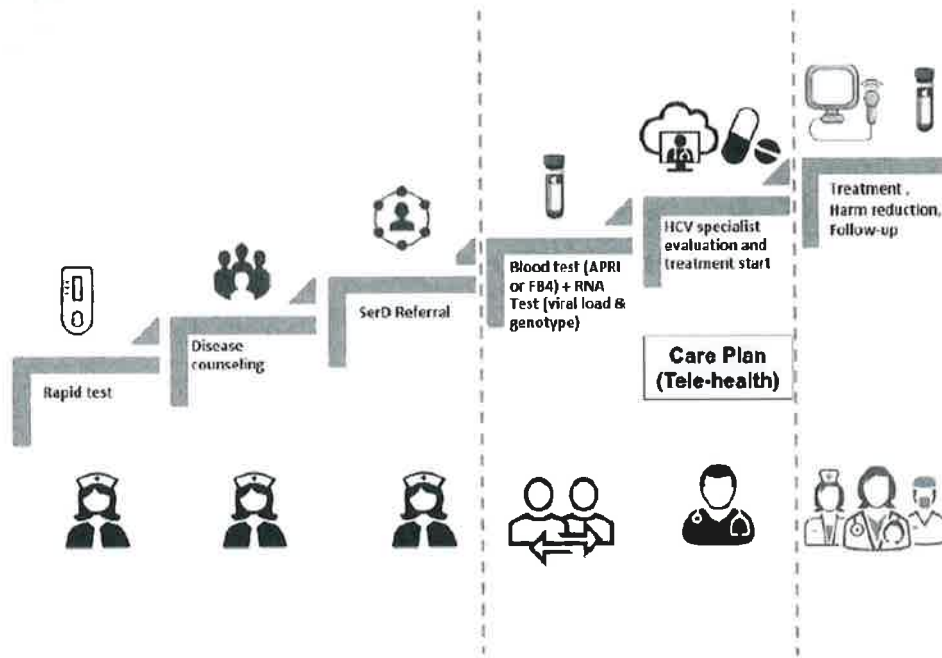 Rapid test
Disease
counseling
SerD Referral
Blood test (APRI
or FB4) + RNA
Test (viral load &
genotype)
HCV specialist
evaluation and
treatment start
Care Plan
(Tele-health)
Treatment ,
Harm reduction,
Follow-up